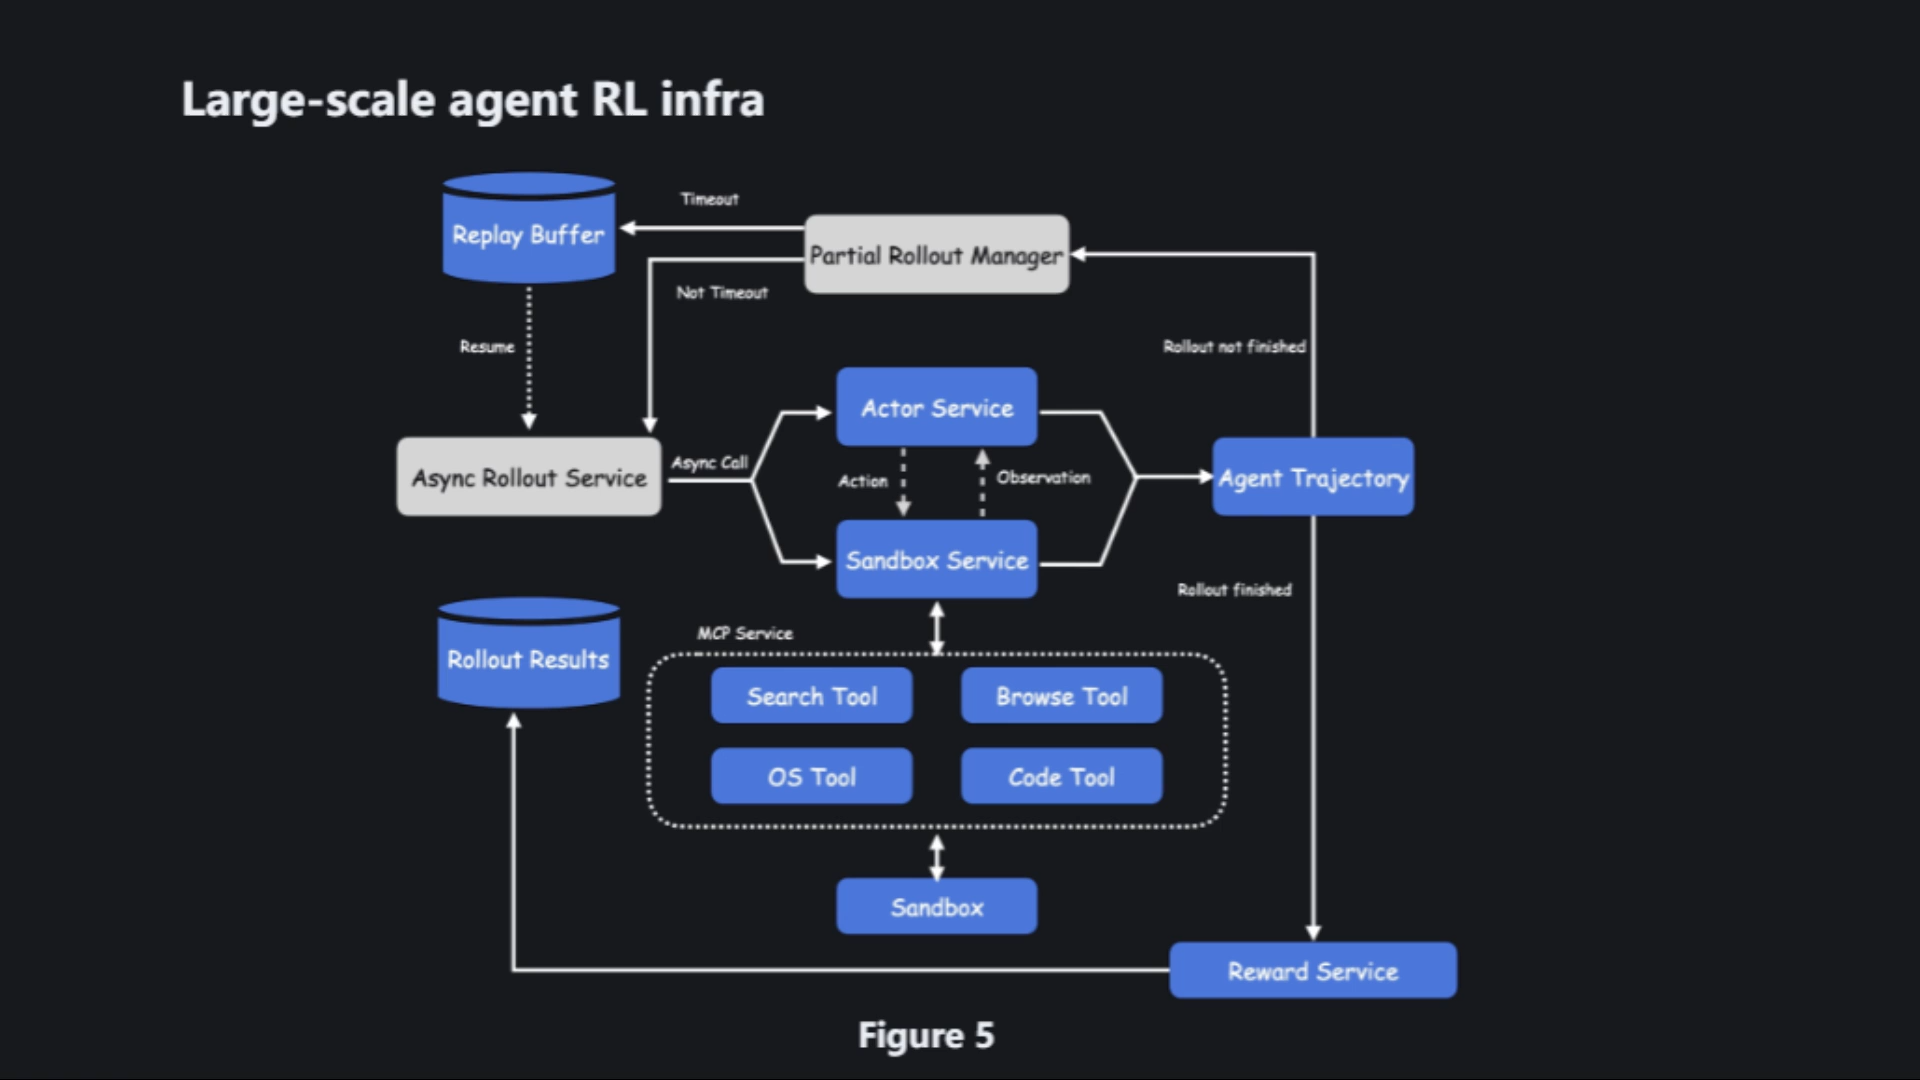 Large-scale agent RL infra
Timeout
Replay Buffer
Partial Rollout Manager
Not Timeout
Resume
Rollout not finished
Actor Service
Async Rollout Service
Async Call
Action
Observation
Agent Trajectory
Sandbox Service
Rollout finished
MCP Service
Rollout Results
Search Tool
Browse Tool
OS Tool
Code Tool
Sandbox
Reward Service
Figure 5